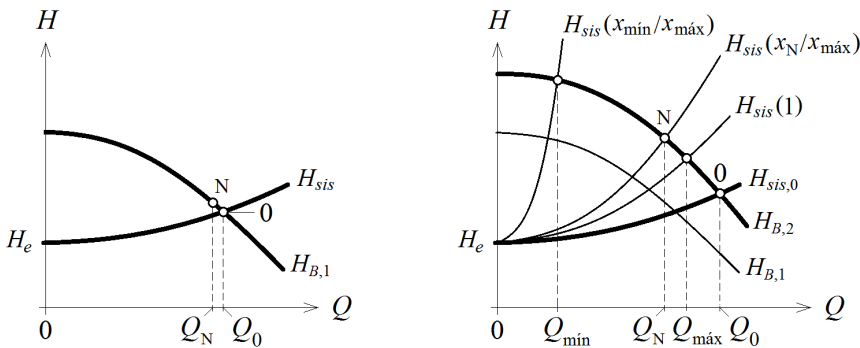 H
H_sis
N
0
H_e
H_B,1
0
Q_N
Q_0
Q
H
H_sis(x_mín/x_máx)
H_sis(x_N/x_máx)
H_sis(1)
N
0
H_sis,0
H_e
H_B,2
H_B,1
0
Q_mín
Q_N
Q_máx
Q_0
Q